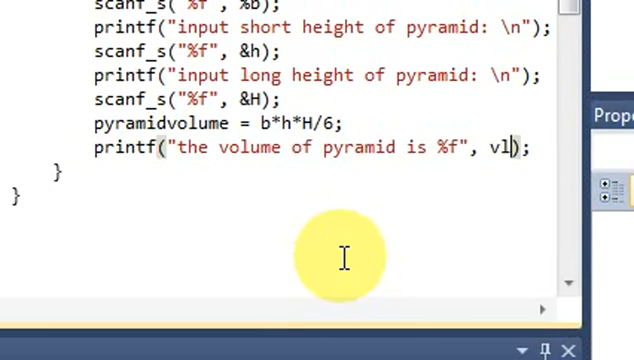 scanf_s("%f", %b);
printf("input short height of pyramid: \n");
scanf_s("%f", &h);
printf("input long height of pyramid: \n");
scanf_s("%f", &H);
pyramidvolume = b*h*H/6;
printf("the volume of pyramid is %f", vl);
}
}
Prope